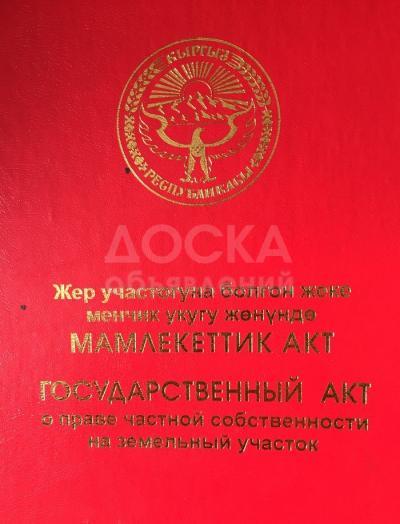 КЫРГЫЗ
РЕСПУБЛИКАСЫ
ДОСКА
объявлений
Жер участогуна болгон жеке
менчик укугу жөнүндө
МАМЛЕКЕТТИК АКТ
ГОСУДАРСТВЕННЫЙ АКТ
о праве частной собственности
на земельный участок